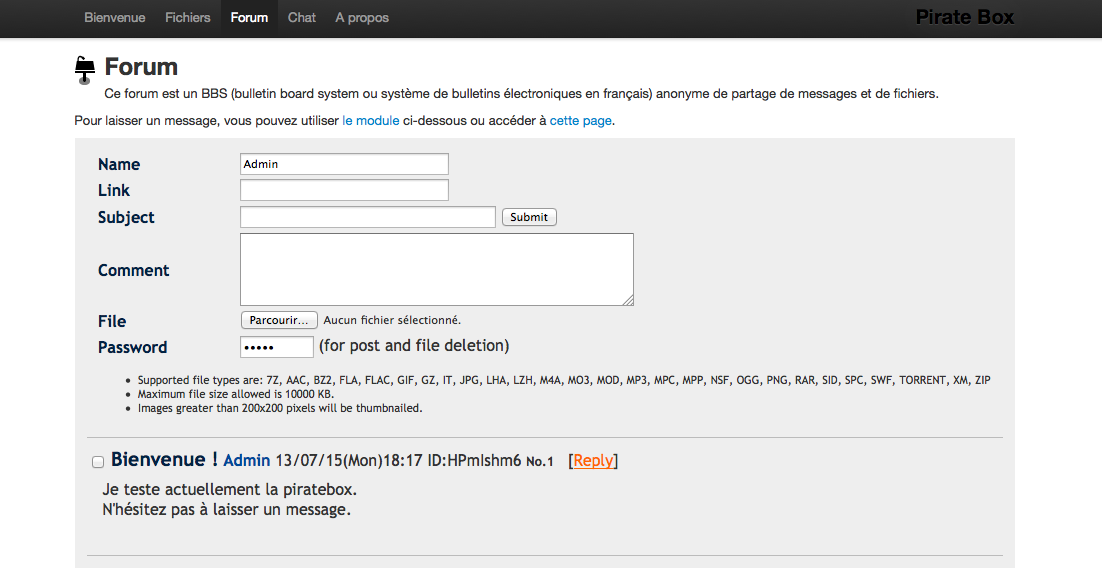 Bienvenue Fichiers Forum Chat A propos Pirate Box
Forum
Ce forum est un BBS (bulletin board system ou système de bulletins électroniques en français) anonyme de partage de messages et de fichiers.
Pour laisser un message, vous pouvez utiliser le module ci-dessous ou accéder à cette page.
Name Admin
Link
Subject Submit
Comment
File Parcourir... Aucun fichier sélectionné.
Password ••••• (for post and file deletion)
• Supported file types are: 7Z, AAC, BZ2, FLA, FLAC, GIF, GZ, IT, JPG, LHA, LZH, M4A, MO3, MOD, MP3, MPC, MPP, NSF, OGG, PNG, RAR, SID, SPC, SWF, TORRENT, XM, ZIP
• Maximum file size allowed is 10000 KB.
• Images greater than 200x200 pixels will be thumbnailed.
Bienvenue ! Admin 13/07/15(Mon)18:17 ID:HPmIshm6 No.1 [Reply]
Je teste actuellement la piratebox.
N'hésitez pas à laisser un message.